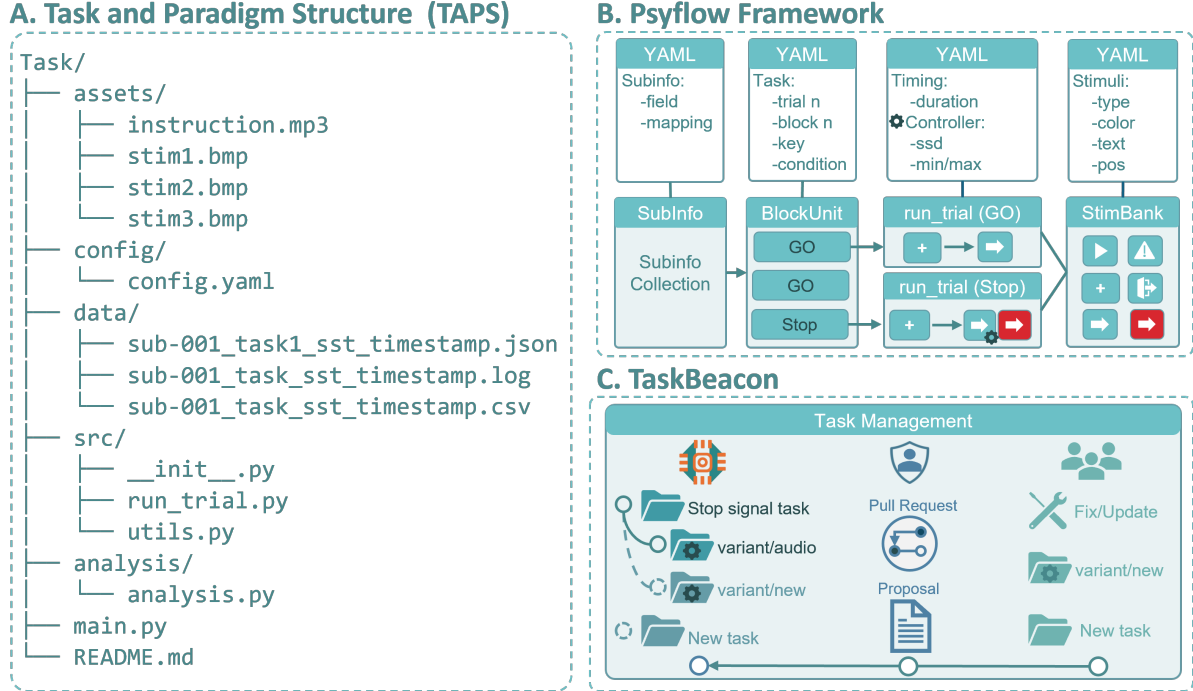 A. Task and Paradigm Structure (TAPS)
Task/
assets/
instruction.mp3
stim1.bmp
stim2.bmp
stim3.bmp
config/
config.yaml
data/
sub-001_task1_sst_timestamp.json
sub-001_task_sst_timestamp.log
sub-001_task_sst_timestamp.csv
src/
__init__.py
run_trial.py
utils.py
analysis/
analysis.py
main.py
README.md
B. Psyflow Framework
YAML
Subinfo:
-field
-mapping
YAML
Task:
-trial n
-block n
-key
-condition
YAML
Timing:
-duration
Controller:
-ssd
-min/max
YAML
Stimuli:
-type
-color
-text
-pos
SubInfo
Subinfo
Collection
BlockUnit
GO
GO
Stop
run_trial (GO)
+
run_trial (Stop)
+
StimBank
+
C. TaskBeacon
Task Management
Stop signal task
variant/audio
variant/new
New task
Pull Request
Proposal
Fix/Update
variant/new
New task